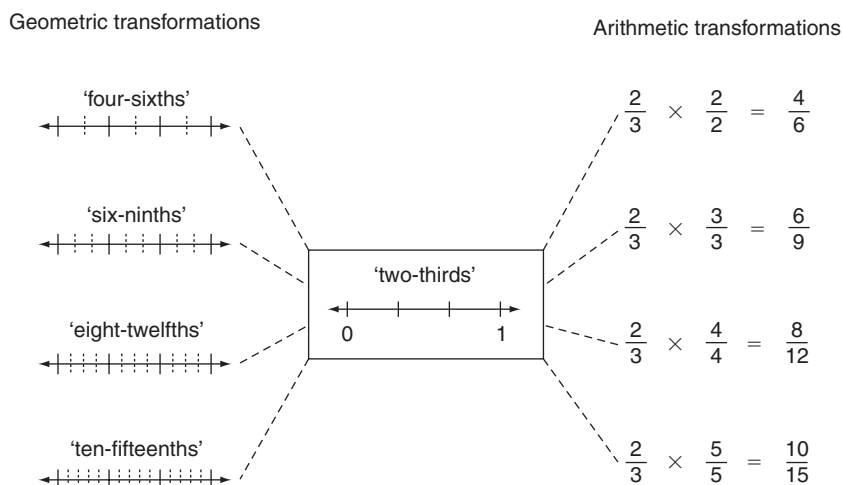 Geometric transformations
Arithmetic transformations
‘four-sixths’
2/3 × 2/2 = 4/6
‘six-ninths’
2/3 × 3/3 = 6/9
‘two-thirds’
0 1
‘eight-twelfths’
2/3 × 4/4 = 8/12
‘ten-fifteenths’
2/3 × 5/5 = 10/15